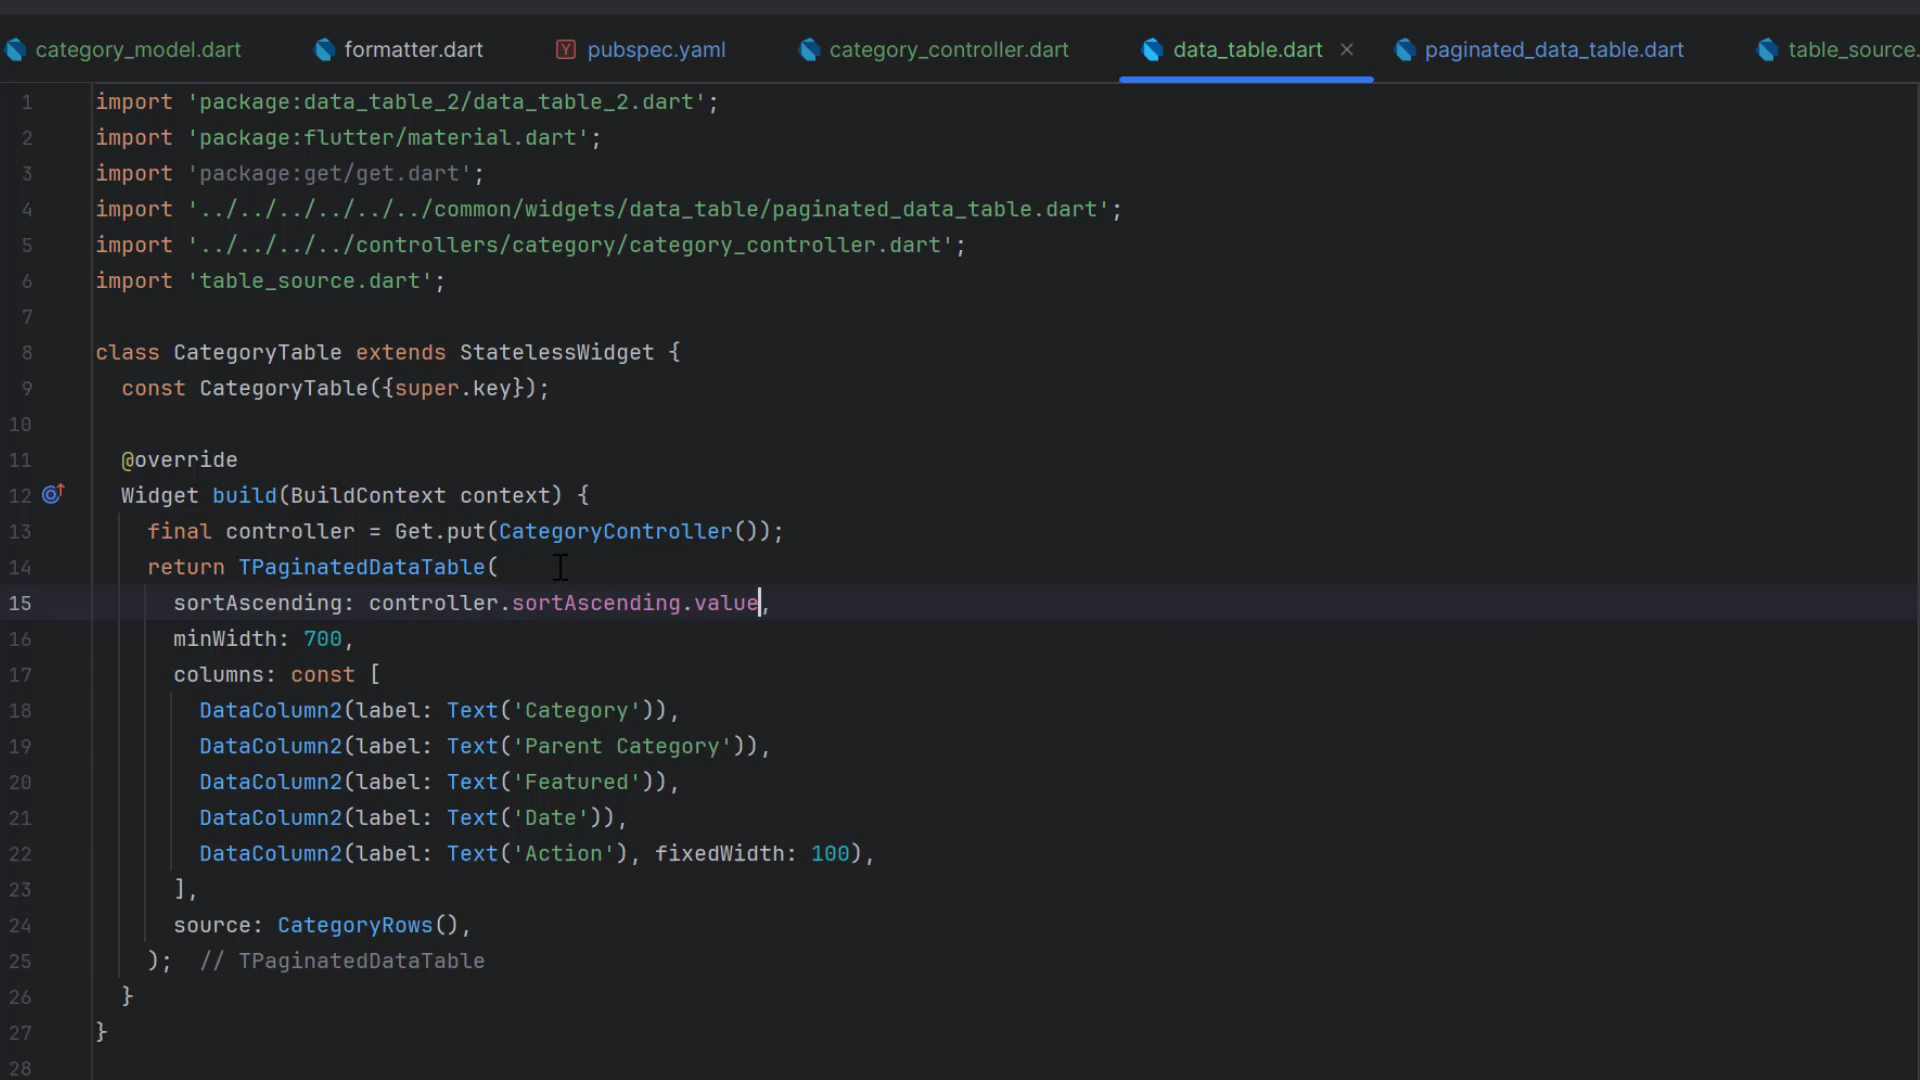 category_model.dart formatter.dart pubspec.yaml category_controller.dart data_table.dart paginated_data_table.dart table_source.
1 import 'package:data_table_2/data_table_2.dart';
2 import 'package:flutter/material.dart';
3 import 'package:get/get.dart';
4 import '../../../../../../common/widgets/data_table/paginated_data_table.dart';
5 import '../../../../controllers/category/category_controller.dart';
6 import 'table_source.dart';
7
8 class CategoryTable extends StatelessWidget {
9 const CategoryTable({super.key});
10
11 @override
12 Widget build(BuildContext context) {
13 final controller = Get.put(CategoryController());
14 return TPaginatedDataTable(
15 sortAscending: controller.sortAscending.value,
16 minWidth: 700,
17 columns: const [
18 DataColumn2(label: Text('Category')),
19 DataColumn2(label: Text('Parent Category')),
20 DataColumn2(label: Text('Featured')),
21 DataColumn2(label: Text('Date')),
22 DataColumn2(label: Text('Action'), fixedWidth: 100),
23 ],
24 source: CategoryRows(),
25 ); // TPaginatedDataTable
26 }
27 }
28